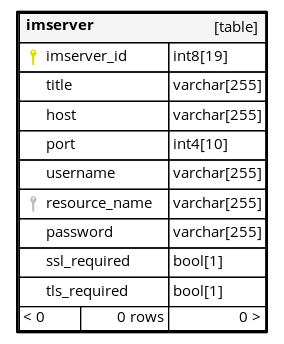 imserver [table]
imserver_id int8[19]
title varchar[255]
host varchar[255]
port int4[10]
username varchar[255]
resource_name varchar[255]
password varchar[255]
ssl_required bool[1]
tls_required bool[1]
< 0 0 rows 0 >